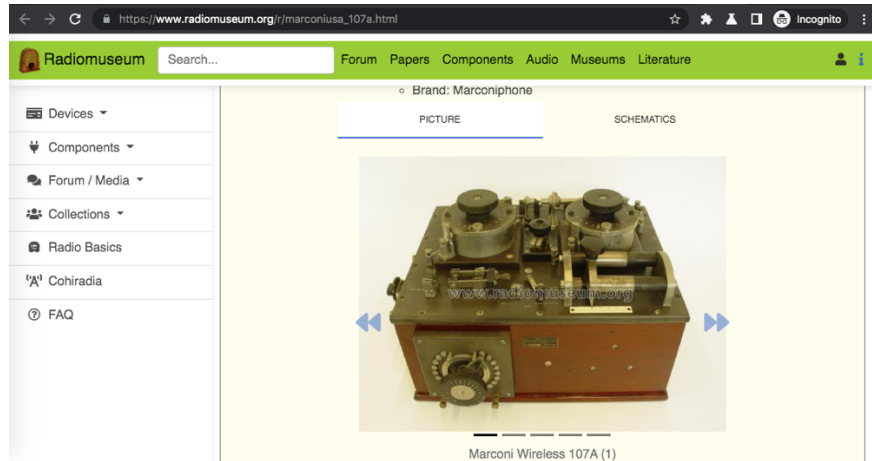 https://www.radiomuseum.org/r/marconiusa_107a.html
Incognito
Radiomuseum
Search...
Forum Papers Components Audio Museums Literature
Brand: Marconiphone
Devices
Components
Forum / Media
Collections
Radio Basics
Cohiradia
FAQ
PICTURE
SCHEMATICS
www.radiomuseum.org
Marconi Wireless 107A (1)